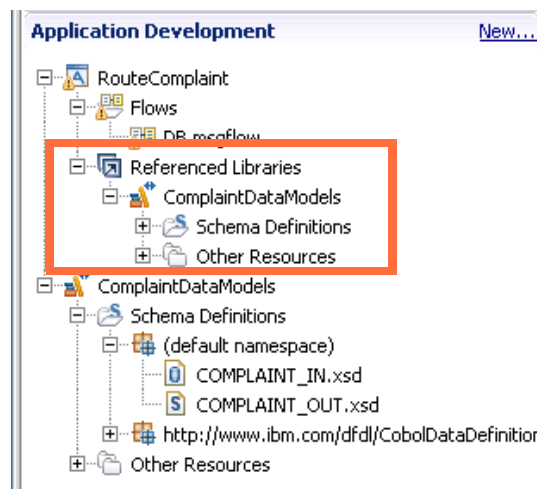 Application Development New...
RouteComplaint
Flows
DB.msgflow
Referenced Libraries
ComplaintDataModels
Schema Definitions
Other Resources
ComplaintDataModels
Schema Definitions
(default namespace)
COMPLAINT_IN.xsd
COMPLAINT_OUT.xsd
http://www.ibm.com/dfdl/CobolDataDefinition
Other Resources